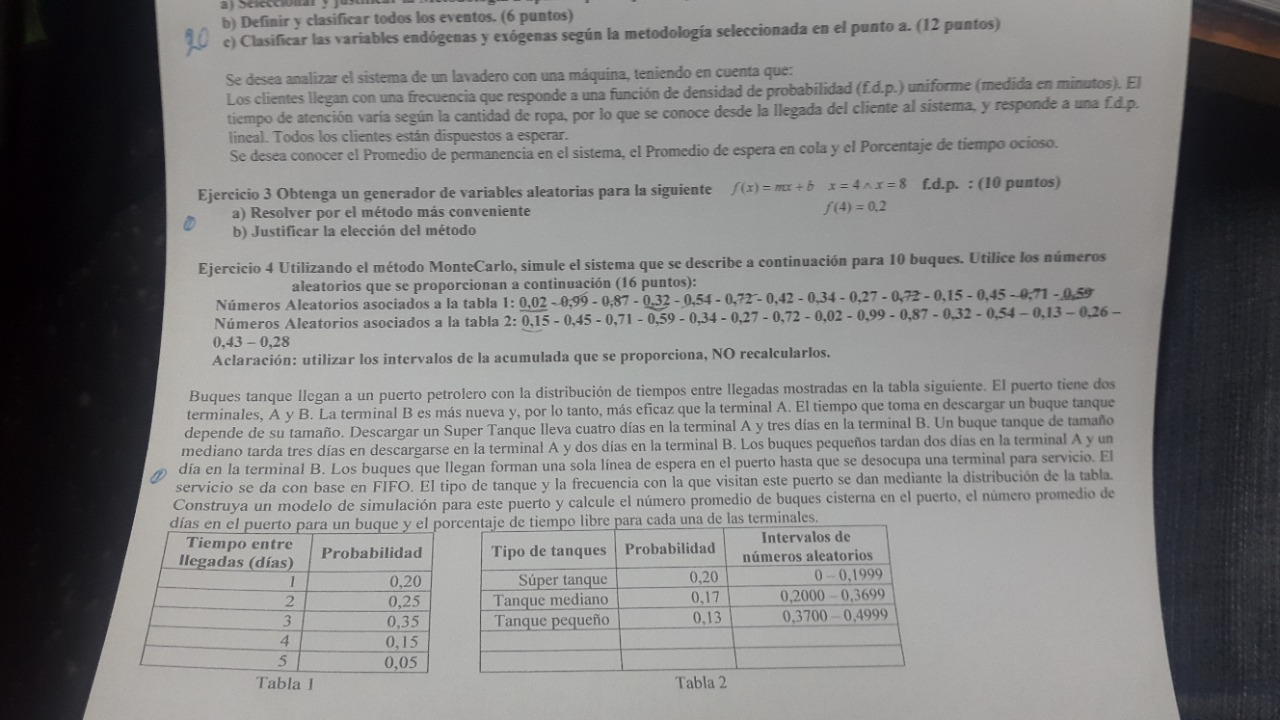 a) Seleccionar y justificar la
b) Definir y clasificar todos los eventos. (6 puntos)
20
c) Clasificar las variables endógenas y exógenas según la metodología seleccionada en el punto a. (12 puntos)
Se desea analizar el sistema de un lavadero con una máquina, teniendo en cuenta que:
Los clientes llegan con una frecuencia que responde a una función de densidad de probabilidad (f.d.p.) uniforme (medida en minutos). El
tiempo de atención varía según la cantidad de ropa, por lo que se conoce desde la llegada del cliente al sistema, y responde a una f.d.p.
lineal. Todos los clientes están dispuestos a esperar.
Se desea conocer el Promedio de permanencia en el sistema, el Promedio de espera en cola y el Porcentaje de tiempo ocioso.
Ejercicio 3 Obtenga un generador de variables aleatorias para la siguiente f(x) = mx + b x = 4 ∧ x = 8 f.d.p. : (10 puntos)
f(4) = 0,2
a) Resolver por el método más conveniente
b) Justificar la elección del método
Ejercicio 4 Utilizando el método MonteCarlo, simule el sistema que se describe a continuación para 10 buques. Utilice los números
aleatorios que se proporcionan a continuación (16 puntos):
Números Aleatorios asociados a la tabla 1: 0,02 - 0,99 - 0,87 - 0,32 - 0,54 - 0,72 - 0,42 - 0,34 - 0,27 - 0,72 - 0,15 - 0,45 - 0,71 - 0,59
Números Aleatorios asociados a la tabla 2: 0,15 - 0,45 - 0,71 - 0,59 - 0,34 - 0,27 - 0,72 - 0,02 - 0,99 - 0,87 - 0,32 - 0,54 – 0,13 – 0,26 –
0,43 – 0,28
Aclaración: utilizar los intervalos de la acumulada que se proporciona, NO recalcularlos.
Buques tanque llegan a un puerto petrolero con la distribución de tiempos entre llegadas mostradas en la tabla siguiente. El puerto tiene dos
terminales, A y B. La terminal B es más nueva y, por lo tanto, más eficaz que la terminal A. El tiempo que toma en descargar un buque tanque
depende de su tamaño. Descargar un Super Tanque lleva cuatro días en la terminal A y tres días en la terminal B. Un buque tanque de tamaño
mediano tarda tres días en descargarse en la terminal A y dos días en la terminal B. Los buques pequeños tardan dos días en la terminal A y un
día en la terminal B. Los buques que llegan forman una sola línea de espera en el puerto hasta que se desocupa una terminal para servicio. El
servicio se da con base en FIFO. El tipo de tanque y la frecuencia con la que visitan este puerto se dan mediante la distribución de la tabla.
Construya un modelo de simulación para este puerto y calcule el número promedio de buques cisterna en el puerto, el número promedio de
días en el puerto para un buque y el porcentaje de tiempo libre para cada una de las terminales.
Tiempo entre llegadas (días) Probabilidad
1 0,20
2 0,25
3 0,35
4 0,15
5 0,05
Tabla 1
Tipo de tanques Probabilidad Intervalos de números aleatorios
Súper tanque 0,20 0 – 0,1999
Tanque mediano 0,17 0,2000 – 0,3699
Tanque pequeño 0,13 0,3700 – 0,4999
Tabla 2